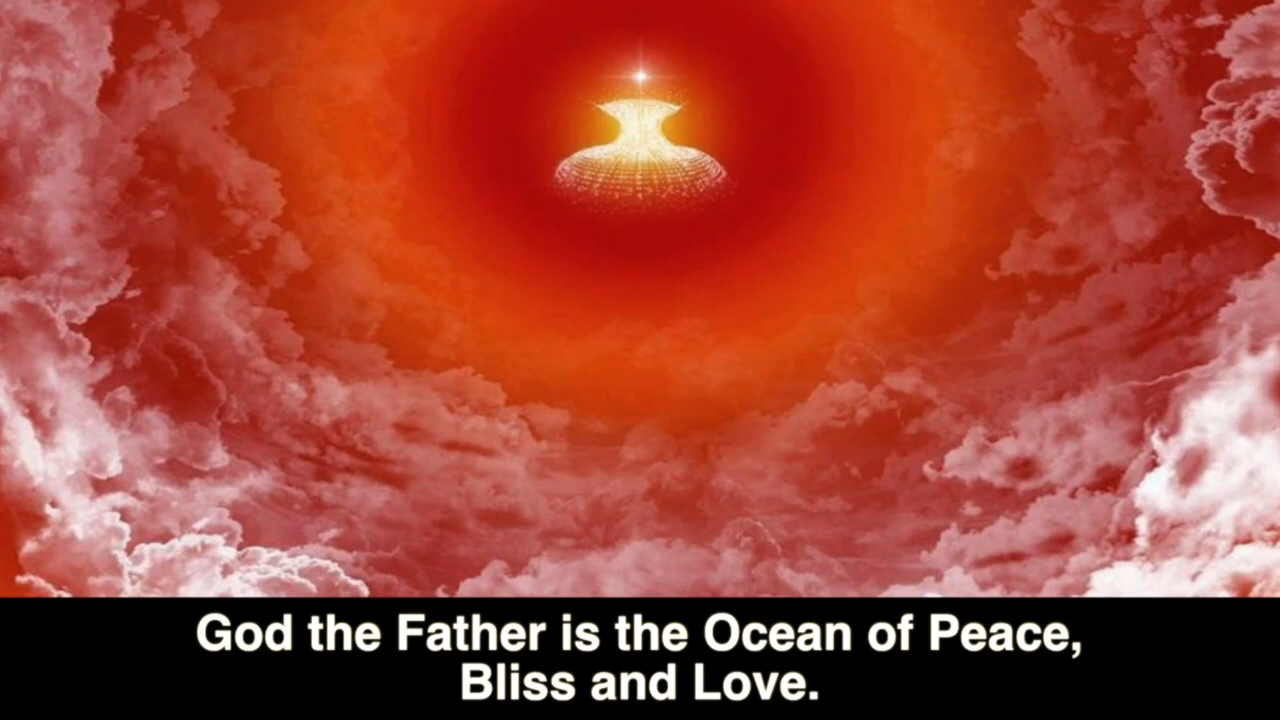 God the Father is the Ocean of Peace,
Bliss and Love.